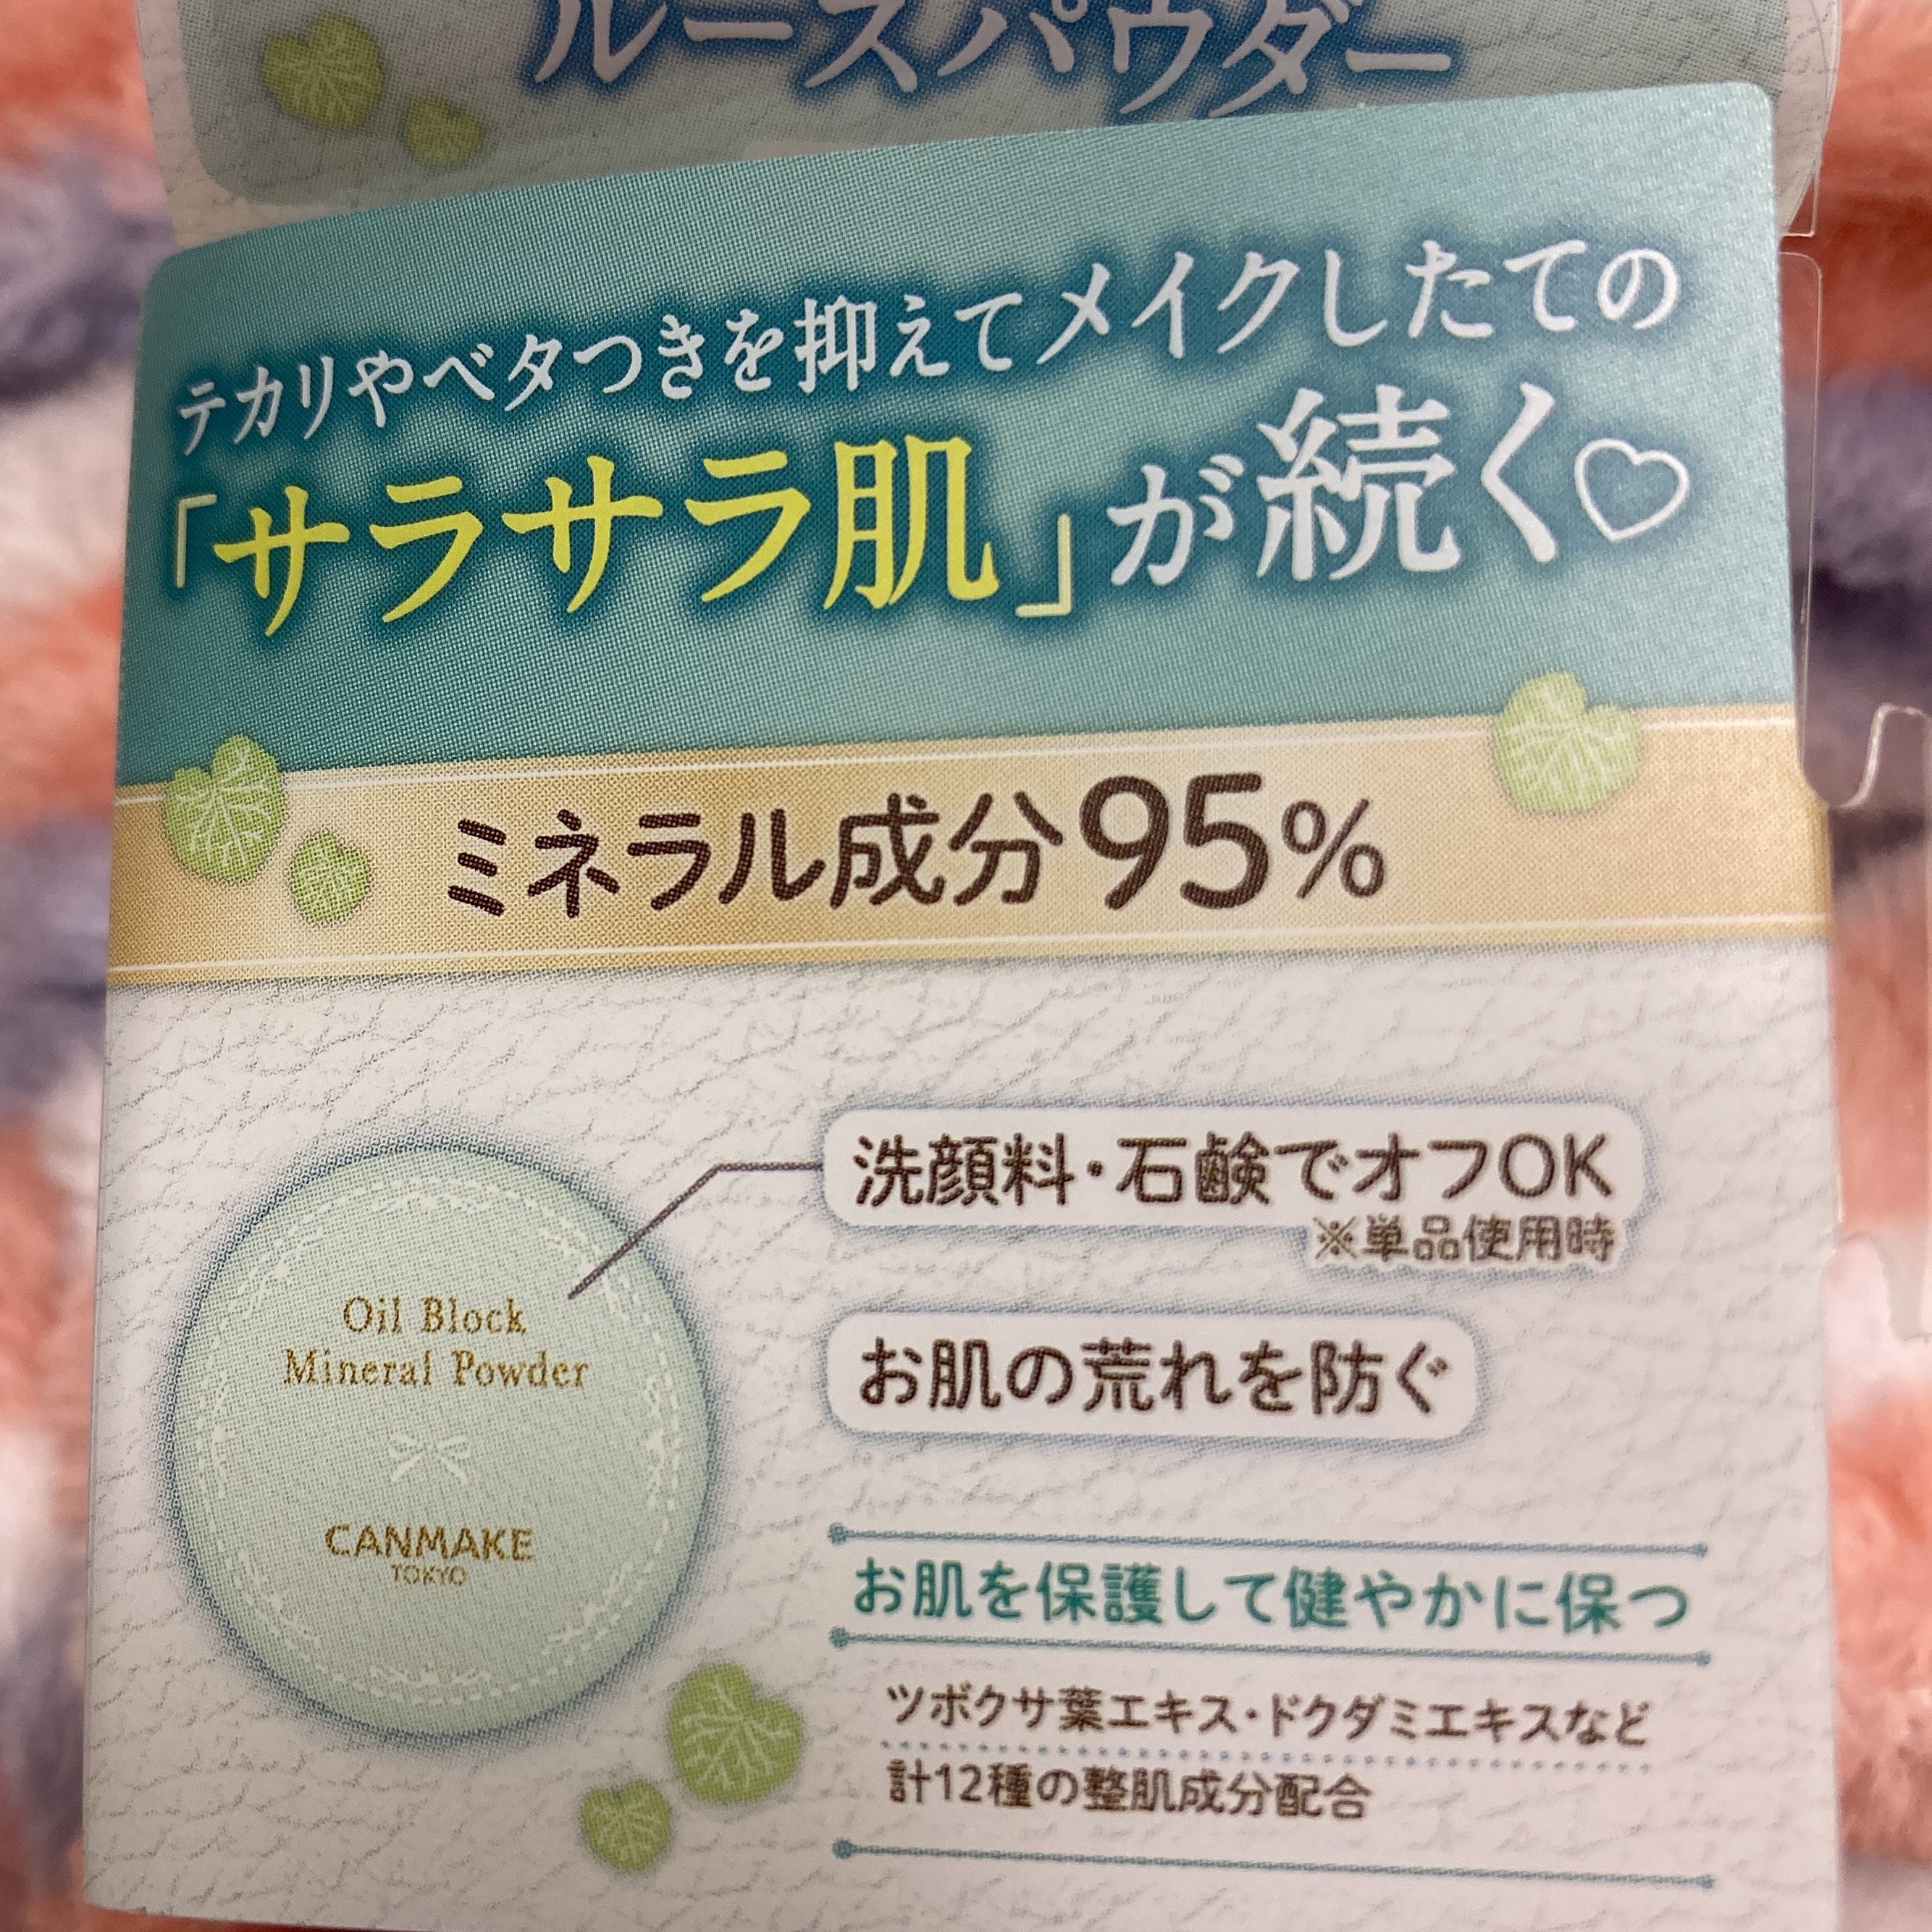 ルースパウダー
テカリやベタつきを抑えてメイクしたての
「サラサラ肌」が続く♡
ミネラル成分95%
洗顔料・石鹸でオフOK
※単品使用時
お肌の荒れを防ぐ
Oil Block
Mineral Powder
CANMAKE
TOKYO
お肌を保護して健やかに保つ
ツボクサ葉エキス・ドクダミエキスなど
計12種の整肌成分配合